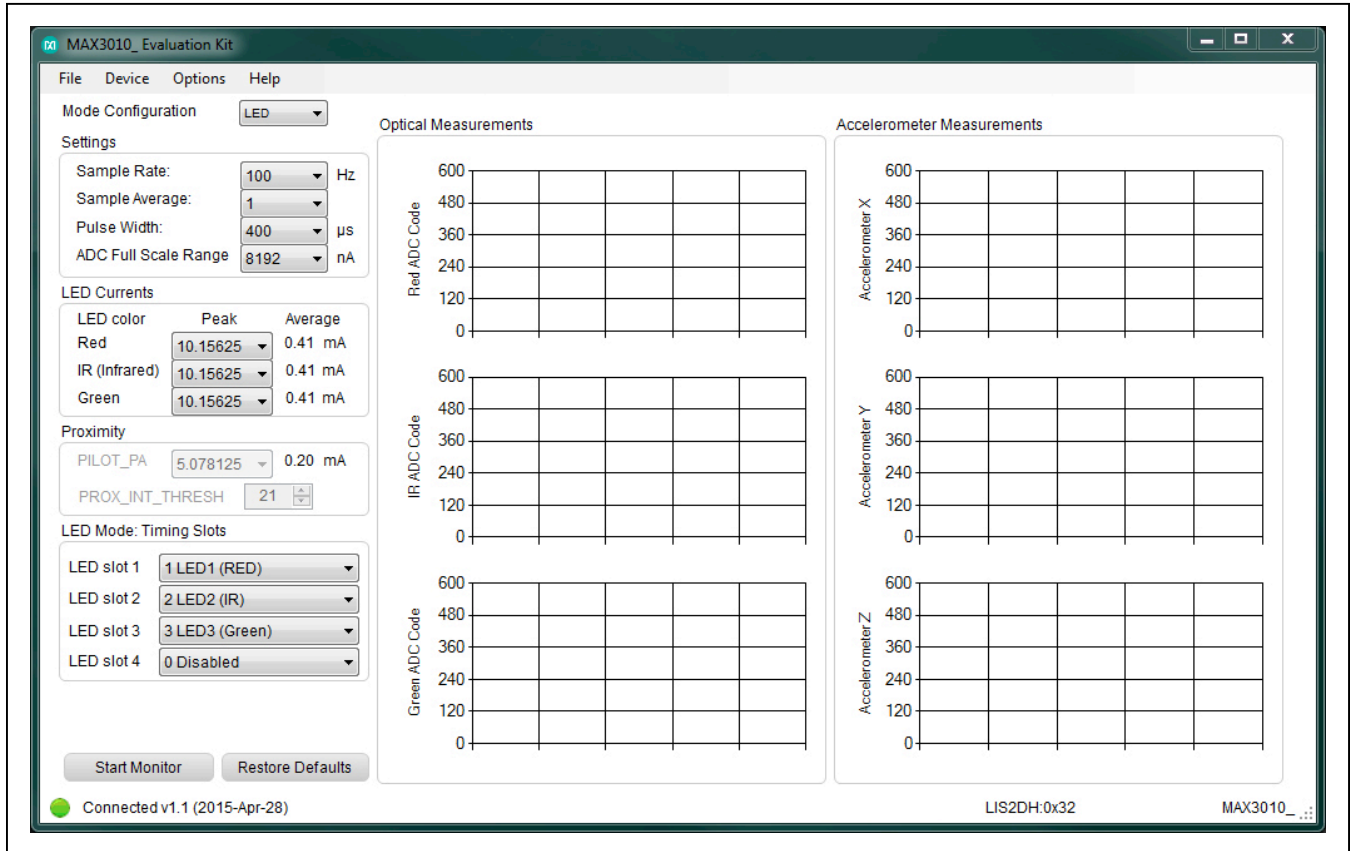 MAX3010_ Evaluation Kit
File Device Options Help
Mode Configuration LED
Settings
Sample Rate: 100 Hz
Sample Average: 1
Pulse Width: 400 µs
ADC Full Scale Range 8192 nA
LED Currents
LED color Peak Average
Red 10.15625 0.41 mA
IR (Infrared) 10.15625 0.41 mA
Green 10.15625 0.41 mA
Proximity
PILOT_PA 5.078125 0.20 mA
PROX_INT_THRESH 21
LED Mode: Timing Slots
LED slot 1 1 LED1 (RED)
LED slot 2 2 LED2 (IR)
LED slot 3 3 LED3 (Green)
LED slot 4 0 Disabled
Start Monitor Restore Defaults
Optical Measurements
Red ADC Code
600
480
360
240
120
0
IR ADC Code
600
480
360
240
120
0
Green ADC Code
600
480
360
240
120
0
Accelerometer Measurements
Accelerometer X
600
480
360
240
120
0
Accelerometer Y
600
480
360
240
120
0
Accelerometer Z
600
480
360
240
120
0
Connected v1.1 (2015-Apr-28) LIS2DH:0x32 MAX3010_